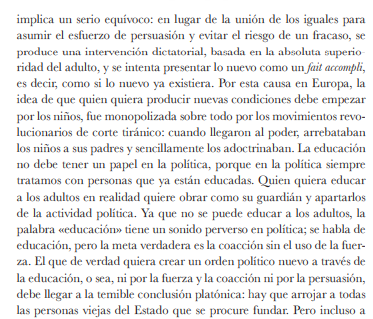 implica un serio equívoco: en lugar de la unión de los iguales para
asumir el esfuerzo de persuasión y evitar el riesgo de un fracaso, se
produce una intervención dictatorial, basada en la absoluta superio-
ridad del adulto, y se intenta presentar lo nuevo como un fait accompli,
es decir, como si lo nuevo ya existiera. Por esta causa en Europa, la
idea de que quien quiera producir nuevas condiciones debe empezar
por los niños, fue monopolizada sobre todo por los movimientos revo-
lucionarios de corte tiránico: cuando llegaron al poder, arrebataban
los niños a sus padres y sencillamente los adoctrinaban. La educación
no debe tener un papel en la política, porque en la política siempre
tratamos con personas que ya están educadas. Quien quiera educar
a los adultos en realidad quiere obrar como su guardián y apartarlos
de la actividad política. Ya que no se puede educar a los adultos, la
palabra «educación» tiene un sonido perverso en política; se habla de
educación, pero la meta verdadera es la coacción sin el uso de la fuer-
za. El que de verdad quiera crear un orden político nuevo a través de
la educación, o sea, ni por la fuerza y la coacción ni por la persuasión,
debe llegar a la temible conclusión platónica: hay que arrojar a todas
las personas viejas del Estado que se procure fundar. Pero incluso a